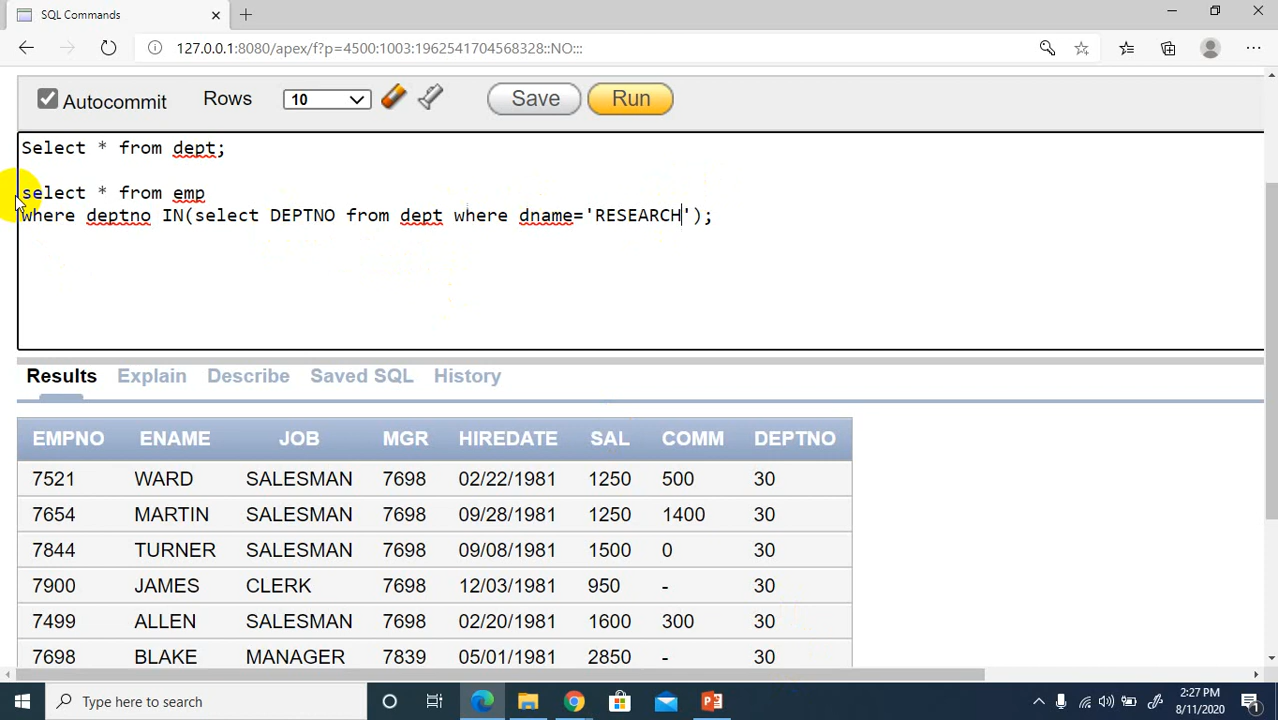 SQL Commands
127.0.0.1:8080/apex/f?p=4500:1003:1962541704568328::NO:::
Autocommit Rows 10 Save Run
Select * from dept;
select * from emp
where deptno IN(select DEPTNO from dept where dname='RESEARCH');
Results Explain Describe Saved SQL History
EMPNO ENAME JOB MGR HIREDATE SAL COMM DEPTNO
7521 WARD SALESMAN 7698 02/22/1981 1250 500 30
7654 MARTIN SALESMAN 7698 09/28/1981 1250 1400 30
7844 TURNER SALESMAN 7698 09/08/1981 1500 0 30
7900 JAMES CLERK 7698 12/03/1981 950 - 30
7499 ALLEN SALESMAN 7698 02/20/1981 1600 300 30
7698 BLAKE MANAGER 7839 05/01/1981 2850 - 30
Type here to search
2:27 PM
8/11/2020
1